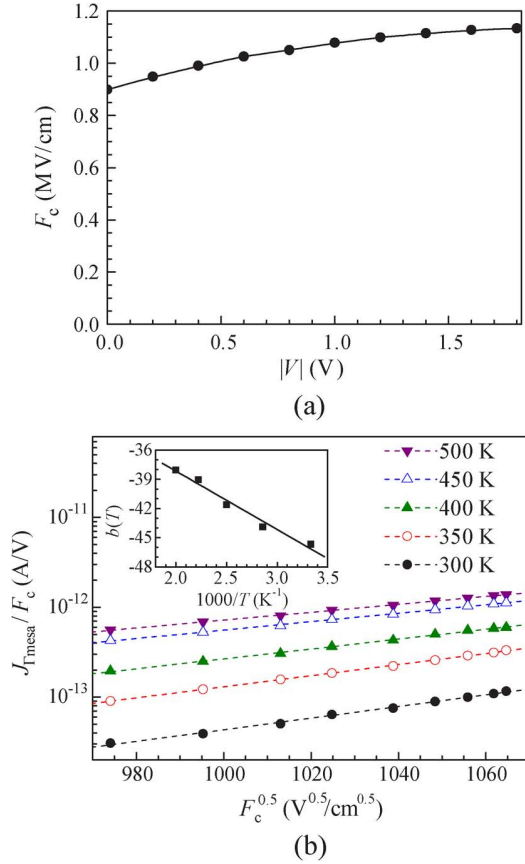 1.2
1.0
0.8
0.6
0.4
0.2
0.0
F_c (MV/cm)
0.0 0.5 1.0 1.5
|V| (V)
(a)
-36
-39
-42
-45
-48
b(T)
2.0 2.5 3.0 3.5
1000/T (K^-1)
500 K
450 K
400 K
350 K
300 K
10^-11
10^-12
10^-13
J_Γmesa/F_c (A/V)
980 1000 1020 1040 1060
F_c^0.5 (V^0.5/cm^0.5)
(b)